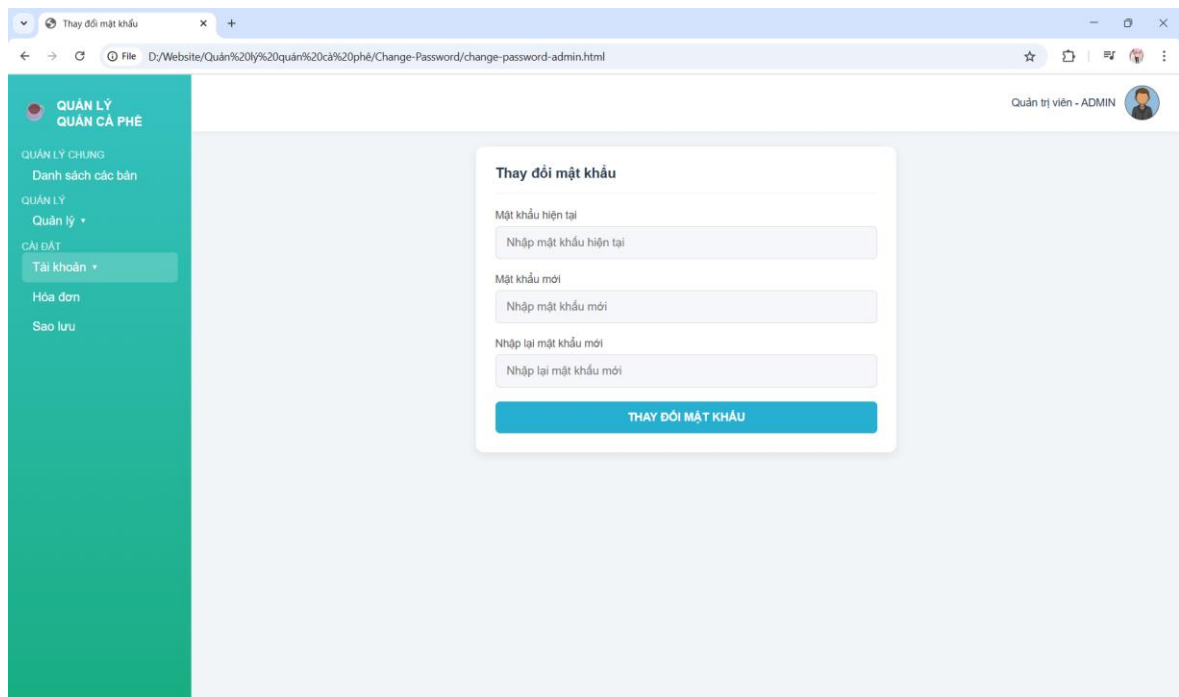 Thay đổi mật khẩu
File D:/Website/Quản%20lý%20quán%20cà%20phê/Change-Password/change-password-admin.html
QUẢN LÝ
QUÁN CÀ PHÊ
Quản trị viên - ADMIN
QUẢN LÝ CHUNG
Danh sách các bàn
QUẢN LÝ
Quản lý
CÀI ĐẶT
Tài khoản
Hóa đơn
Sao lưu
Thay đổi mật khẩu
Mật khẩu hiện tại
Nhập mật khẩu hiện tại
Mật khẩu mới
Nhập mật khẩu mới
Nhập lại mật khẩu mới
Nhập lại mật khẩu mới
THAY ĐỔI MẬT KHẨU